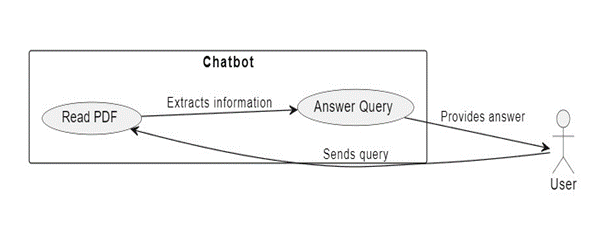 Chatbot
Extracts information
Read PDF
Answer Query
Provides answer
Sends query
User